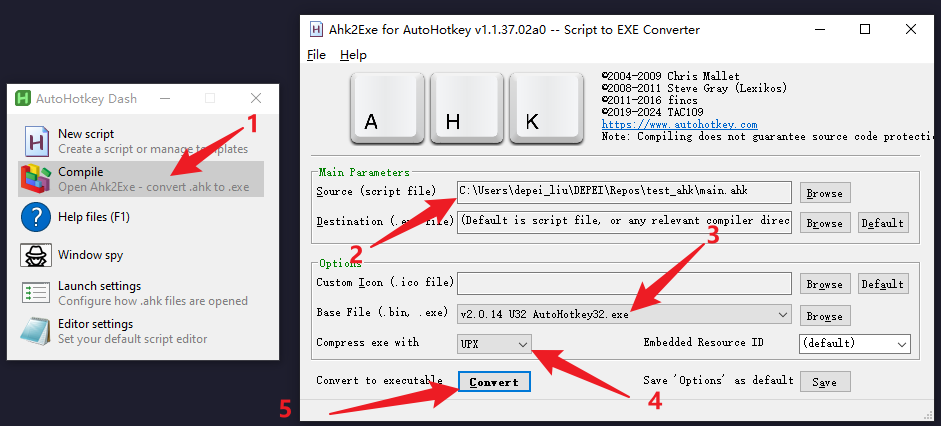 AutoHotkey Dash
New script
Create a script or manage templates
Compile
Open Ahk2Exe - convert .ahk to .exe
Help files (F1)
Window spy
Launch settings
Configure how .ahk files are opened
Editor settings
Set your default script editor
1
Ahk2Exe for AutoHotkey v1.1.37.02a0 -- Script to EXE Converter
File Help
A H K
©2004-2009 Chris Mallet
©2008-2011 Steve Gray (Lexikos)
©2011-2016 fincs
©2019-2024 TAC109
https://www.autohotkey.com
Note: Compiling does not guarantee source code protecti
Main Parameters
Source (script file) C:\Users\depei_liu\DEPEI\Repos\test_ahk\main.ahk Browse
Destination (. file) (Default is script file, or any relevant compiler direc Browse Default
2
3
Options
Custom Icon (.ico file) Browse Default
Base File (.bin, .exe) v2.0.14 U32 AutoHotkey32.exe Browse
Compress exe with UPX Embedded Resource ID (default)
Convert to executable Convert Save 'Options' as default Save
4
5